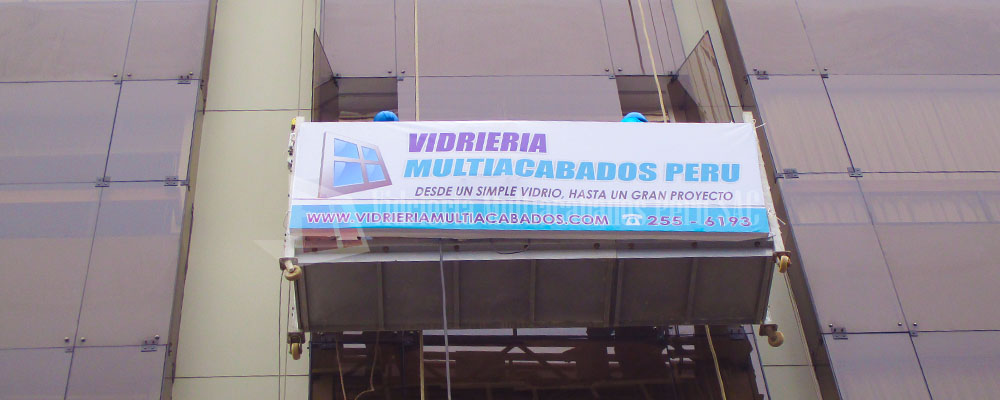 VIDRIERIA
MULTIACABADOS PERU
DESDE UN SIMPLE VIDRIO, HASTA UN GRAN PROYECTO
WWW.VIDRIERIAMULTIACABADOS.COM ☎ 255 - 6193